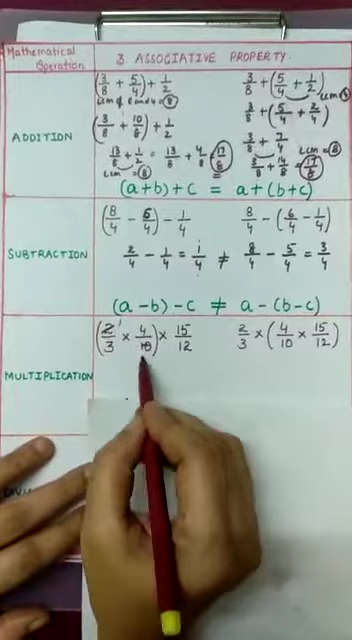 Mathematical Operation
3. ASSOCIATIVE PROPERTY.
ADDITION
(3/8 + 5/4) + 1/2
3/8 + (5/4 + 1/2)
LCM of 8 and 4 = 8
LCM 4
(3/8 + 10/8) + 1/2
3/8 + (5/4 + 2/4)
13/8 + 1/2 = 13/8 + 4/8 = 17/8
LCM = 8
3/8 + 7/4
LCM = 8
3/8 + 14/8 = 17/8
(a+b)+c = a+(b+c)
SUBTRACTION
(8/4 - 6/4) - 1/4
8/4 - (6/4 - 1/4)
2/4 - 1/4 = 1/4 ≠ 8/4 - 5/4 = 3/4
(a-b)-c ≠ a-(b-c)
MULTIPLICATION
(2/3 × 4/10) × 15/12
2/3 × (4/10 × 15/12)